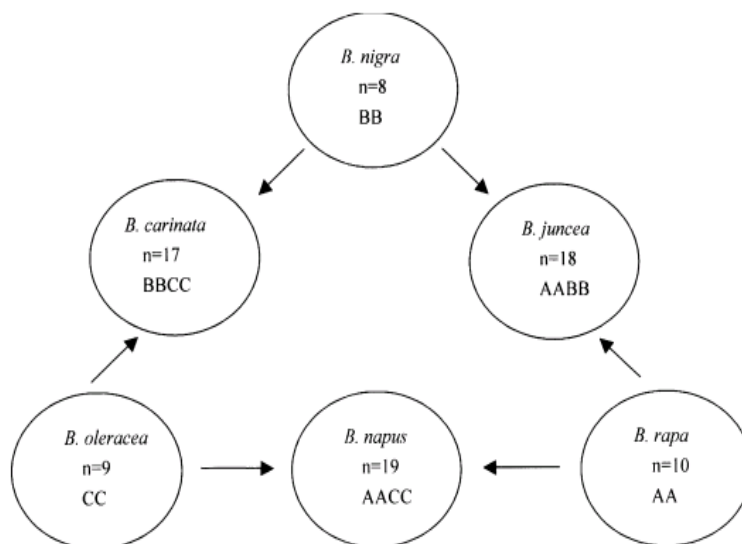 B. nigra
n=8
BB
B. carinata
n=17
BBCC
B. juncea
n=18
AABB
B. oleracea
n=9
CC
B. napus
n=19
AACC
B. rapa
n=10
AA